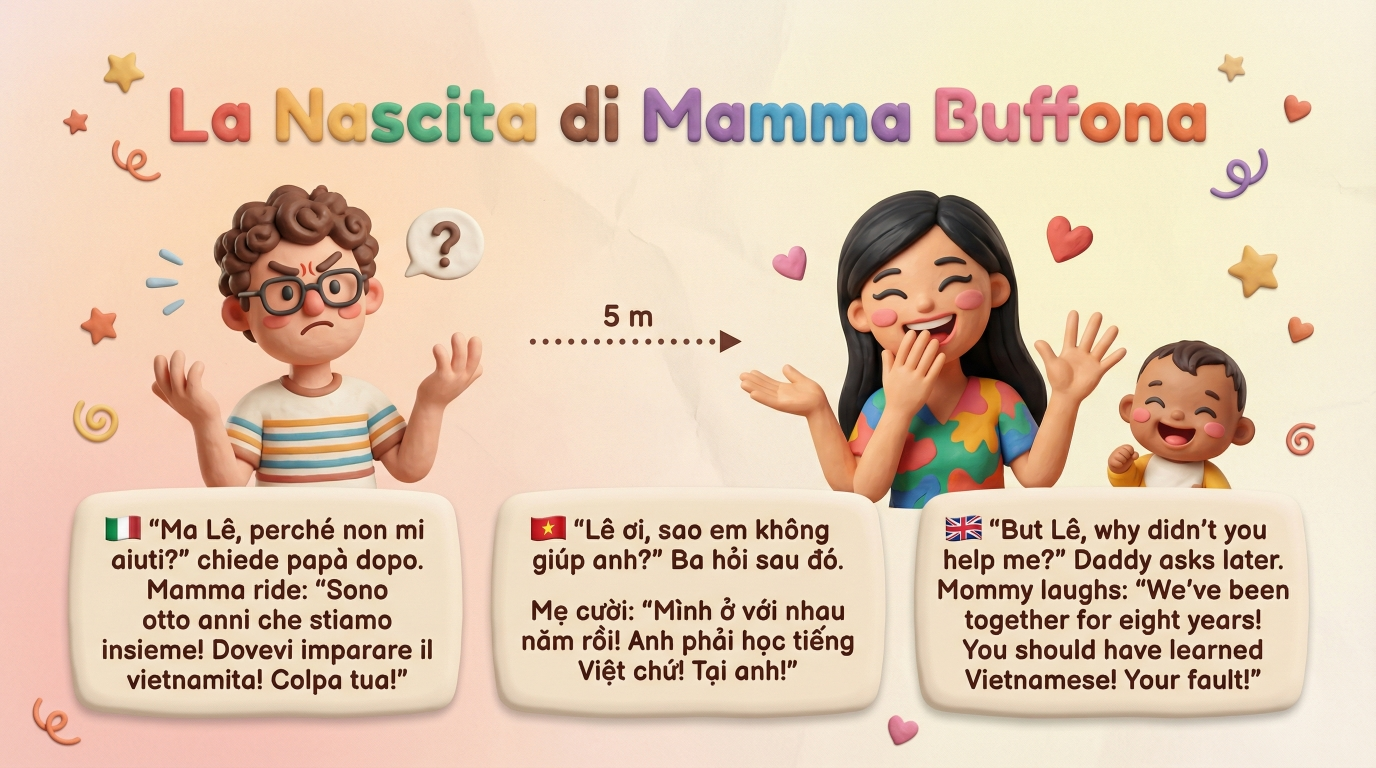 La Nascita di Mamma Buffona
?
5 m
"Ma Lê, perché non mi
aiuti?" chiede papà dopo.
Mamma ride: "Sono
otto anni che stiamo
insieme! Dovevi imparare il
vietnamita! Colpa tua!"
"Lê ơi, sao em không
giúp anh?" Ba hỏi sau đó.
Mẹ cười: "Mình ở với nhau
năm rồi! Anh phải học tiếng
Việt chứ! Tại anh!"
"But Lê, why didn't you
help me?" Daddy asks later.
Mommy laughs: "We've been
together for eight years!
You should have learned
Vietnamese! Your fault!"